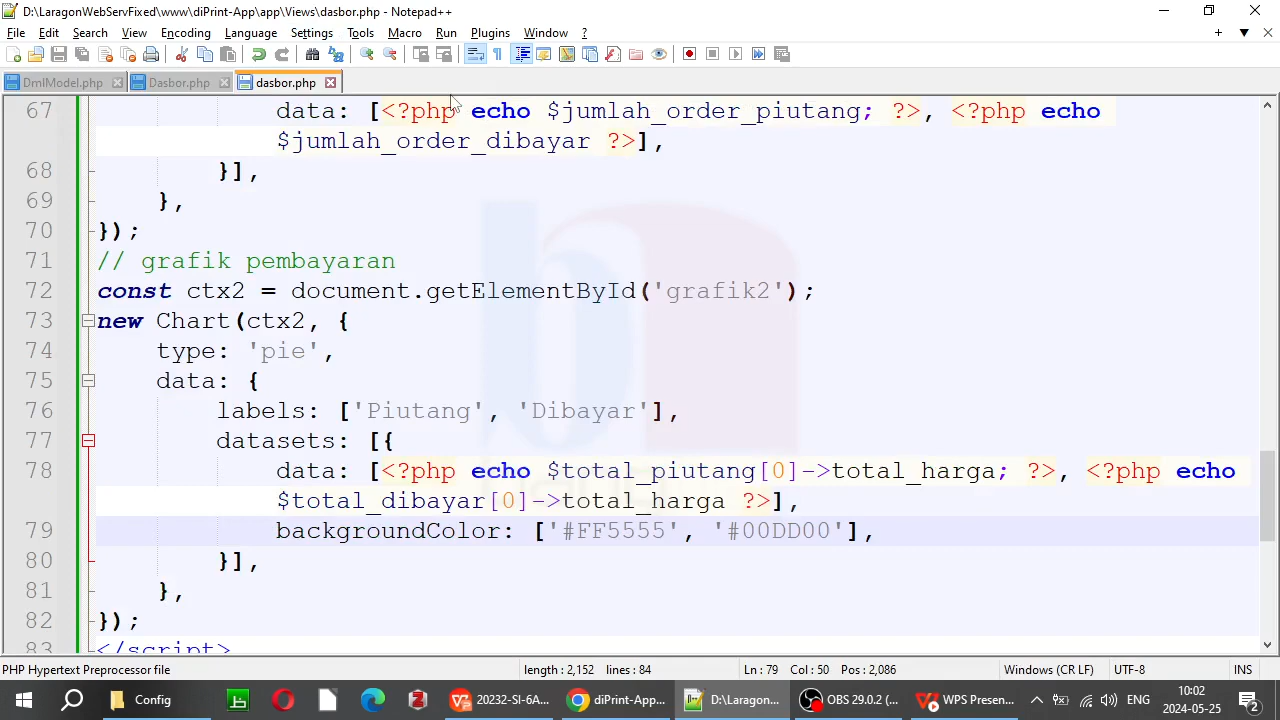 D:\LaragonWebServFixed\www\diPrint-App\app\Views\dasbor.php - Notepad++
File Edit Search View Encoding Language Settings Tools Macro Run Plugins Window ?
DmlModel.php Dasbor.php dasbor.php
67 data: [<?php echo $jumlah_order_piutang; ?>, <?php echo
$jumlah_order_dibayar ?>],
68 }],
69 },
70 });
71 // grafik pembayaran
72 const ctx2 = document.getElementById('grafik2');
73 new Chart(ctx2, {
74 type: 'pie',
75 data: {
76 labels: ['Piutang', 'Dibayar'],
77 datasets: [{
78 data: [<?php echo $total_piutang[0]->total_harga; ?>, <?php echo
$total_dibayar[0]->total_harga ?>],
79 backgroundColor: ['#FF5555', '#00DD00'],
80 }],
81 },
82 });
83 </script>
PHP Hypertext Preprocessor file length : 2,152 lines : 84 Ln : 79 Col : 50 Pos : 2,086 Windows (CR LF) UTF-8 INS
Config 20232-SI-6A... diPrint-App... D:\Laragon... OBS 29.0.2 (... WPS Presen... ENG 10:02
2024-05-25 2